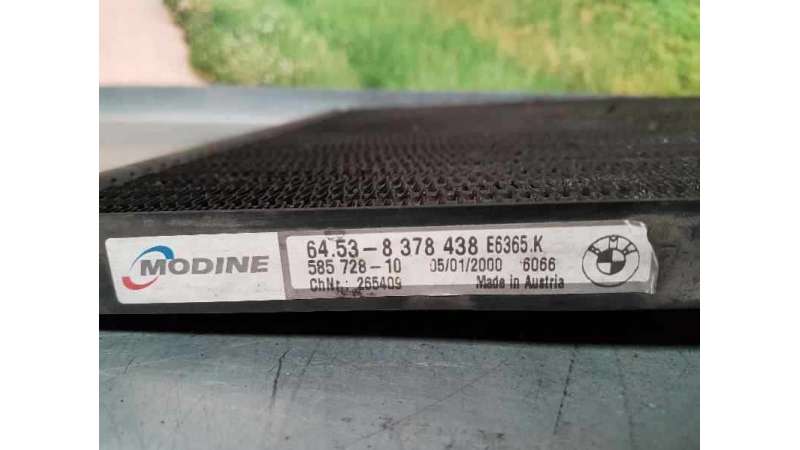 MODINE
64.53-8 378 438 E6365.K
585 728-10 05/01/2000 6066
ChNr.: 265409 Made in Austria
BMW